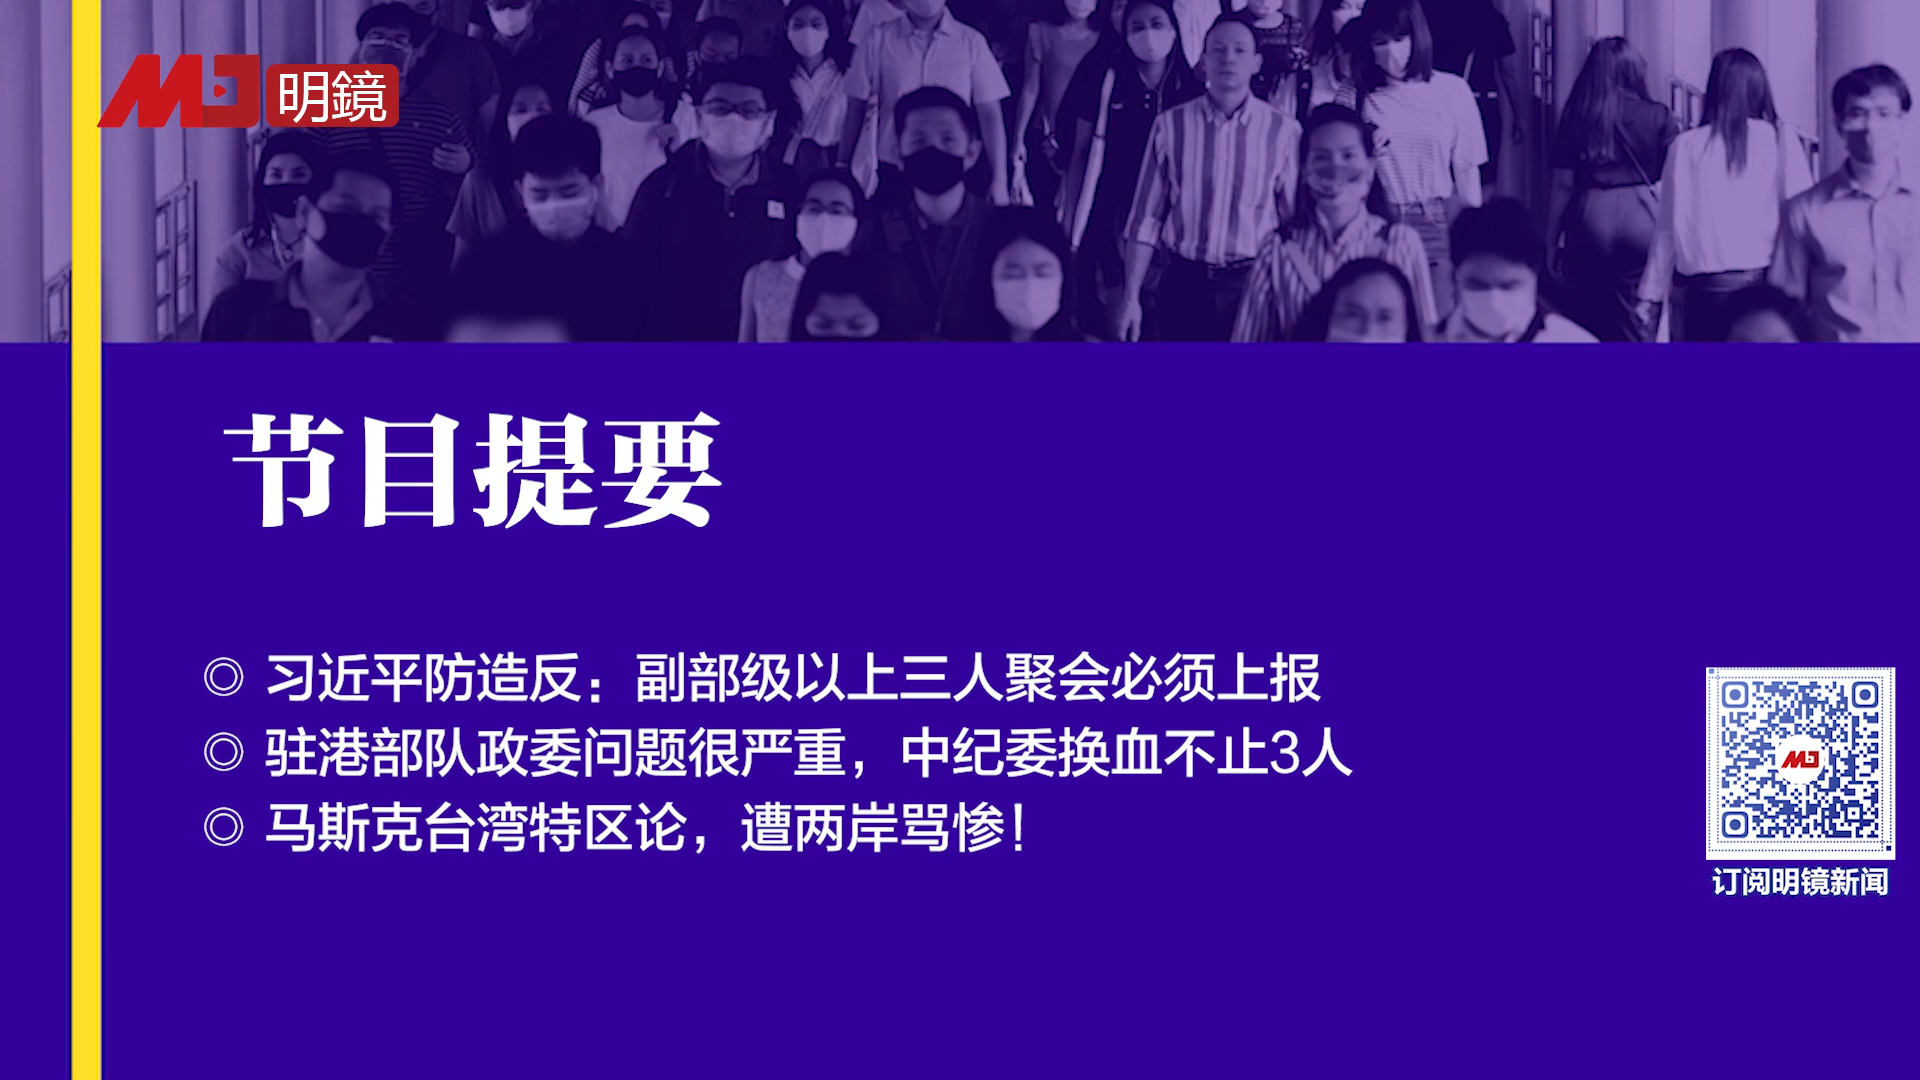 明鏡
节目提要
◎ 习近平防造反：副部级以上三人聚会必须上报
◎ 驻港部队政委问题很严重，中纪委换血不止3人
◎ 马斯克台湾特区论，遭两岸骂惨！
订阅明镜新闻